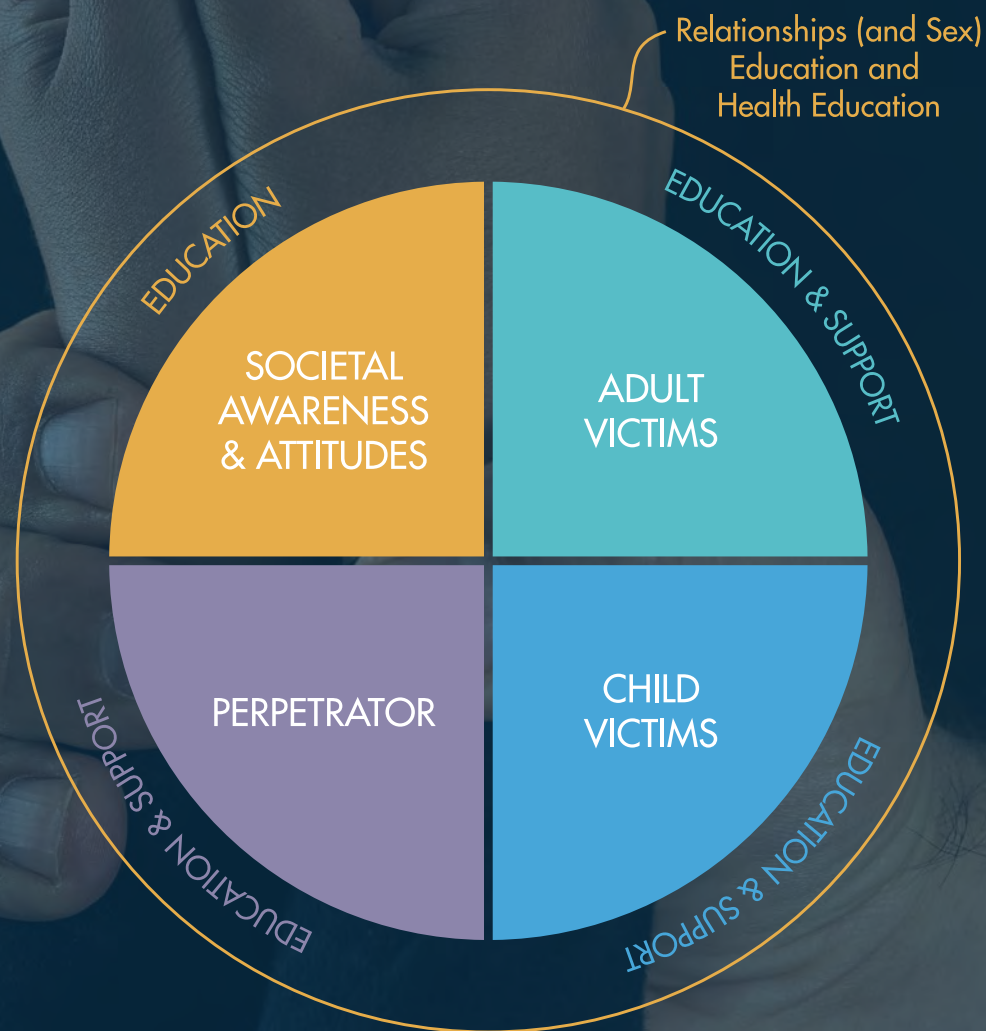 Relationships (and Sex)
Education and
Health Education
EDUCATION
EDUCATION & SUPPORT
SOCIETAL
AWARENESS
& ATTITUDES
ADULT
VICTIMS
PERPETRATOR
CHILD
VICTIMS
EDUCATION & SUPPORT
EDUCATION & SUPPORT